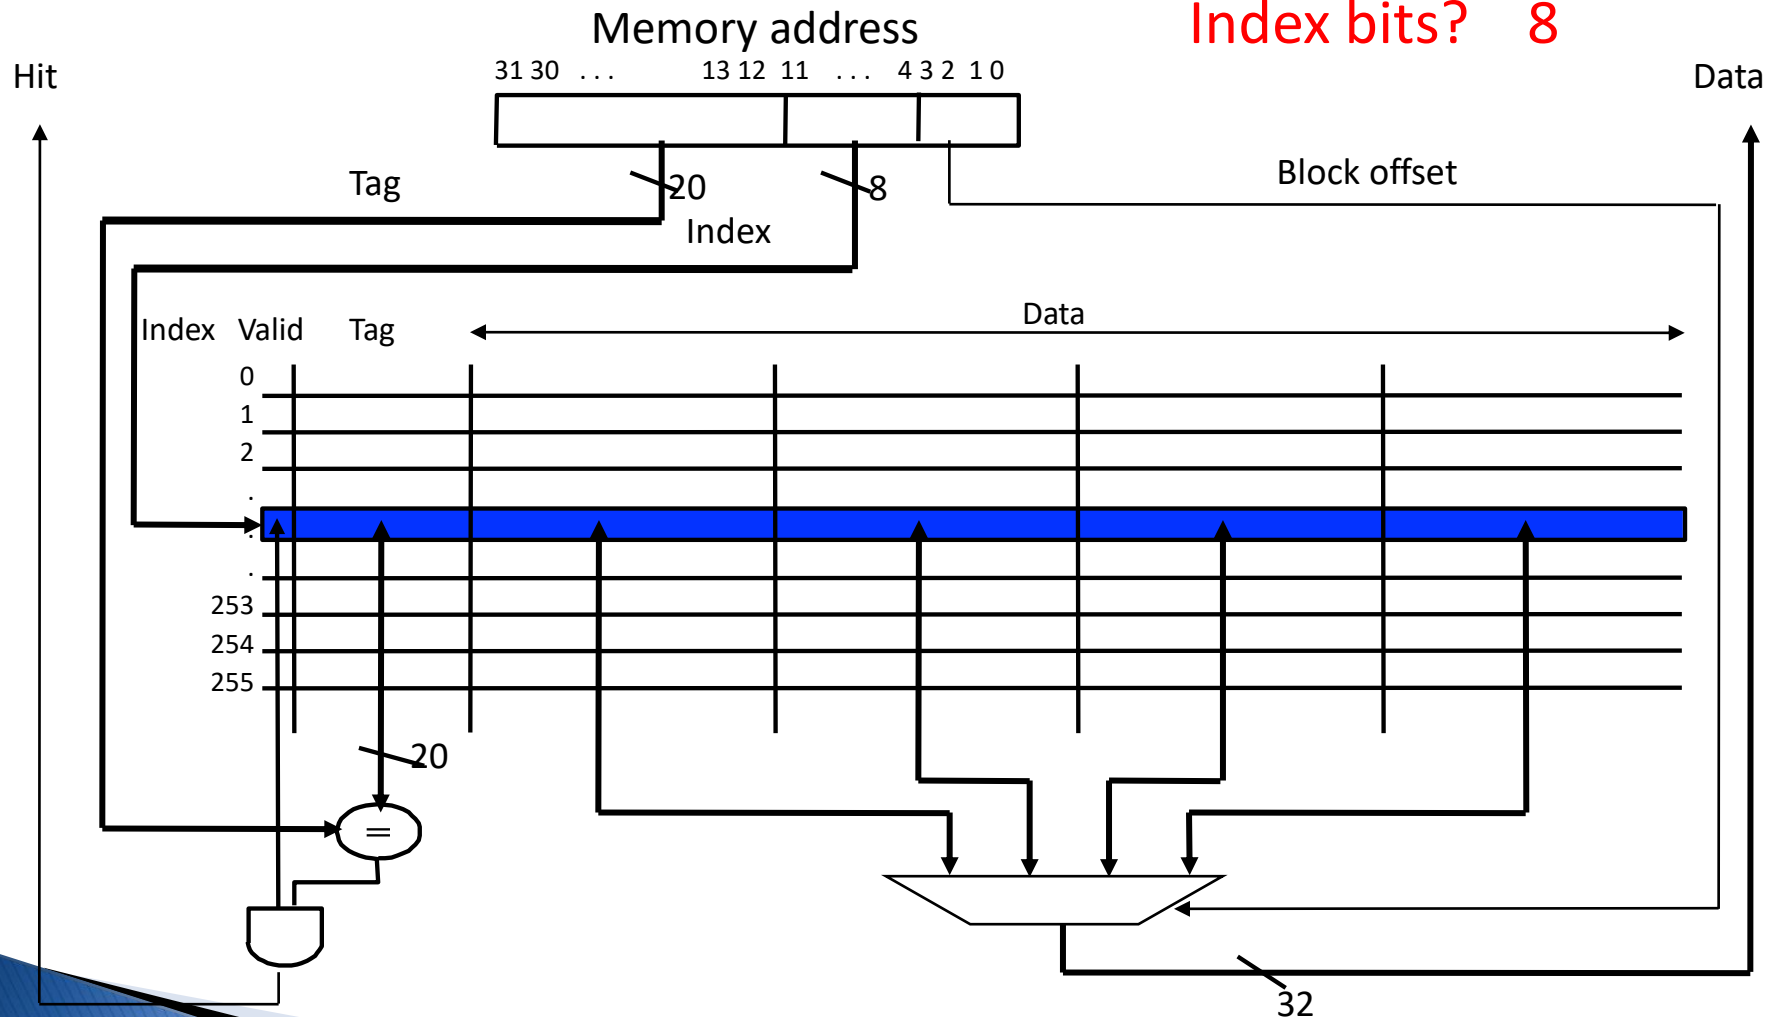 Memory address
Index bits? 8
Hit
31 30 . . . 13 12 11 . . . 4 3 2 1 0
Data
Tag
20
8
Block offset
Index
Index Valid Tag
Data
0
1
2
.
.
.
253
254
255
20
=
32